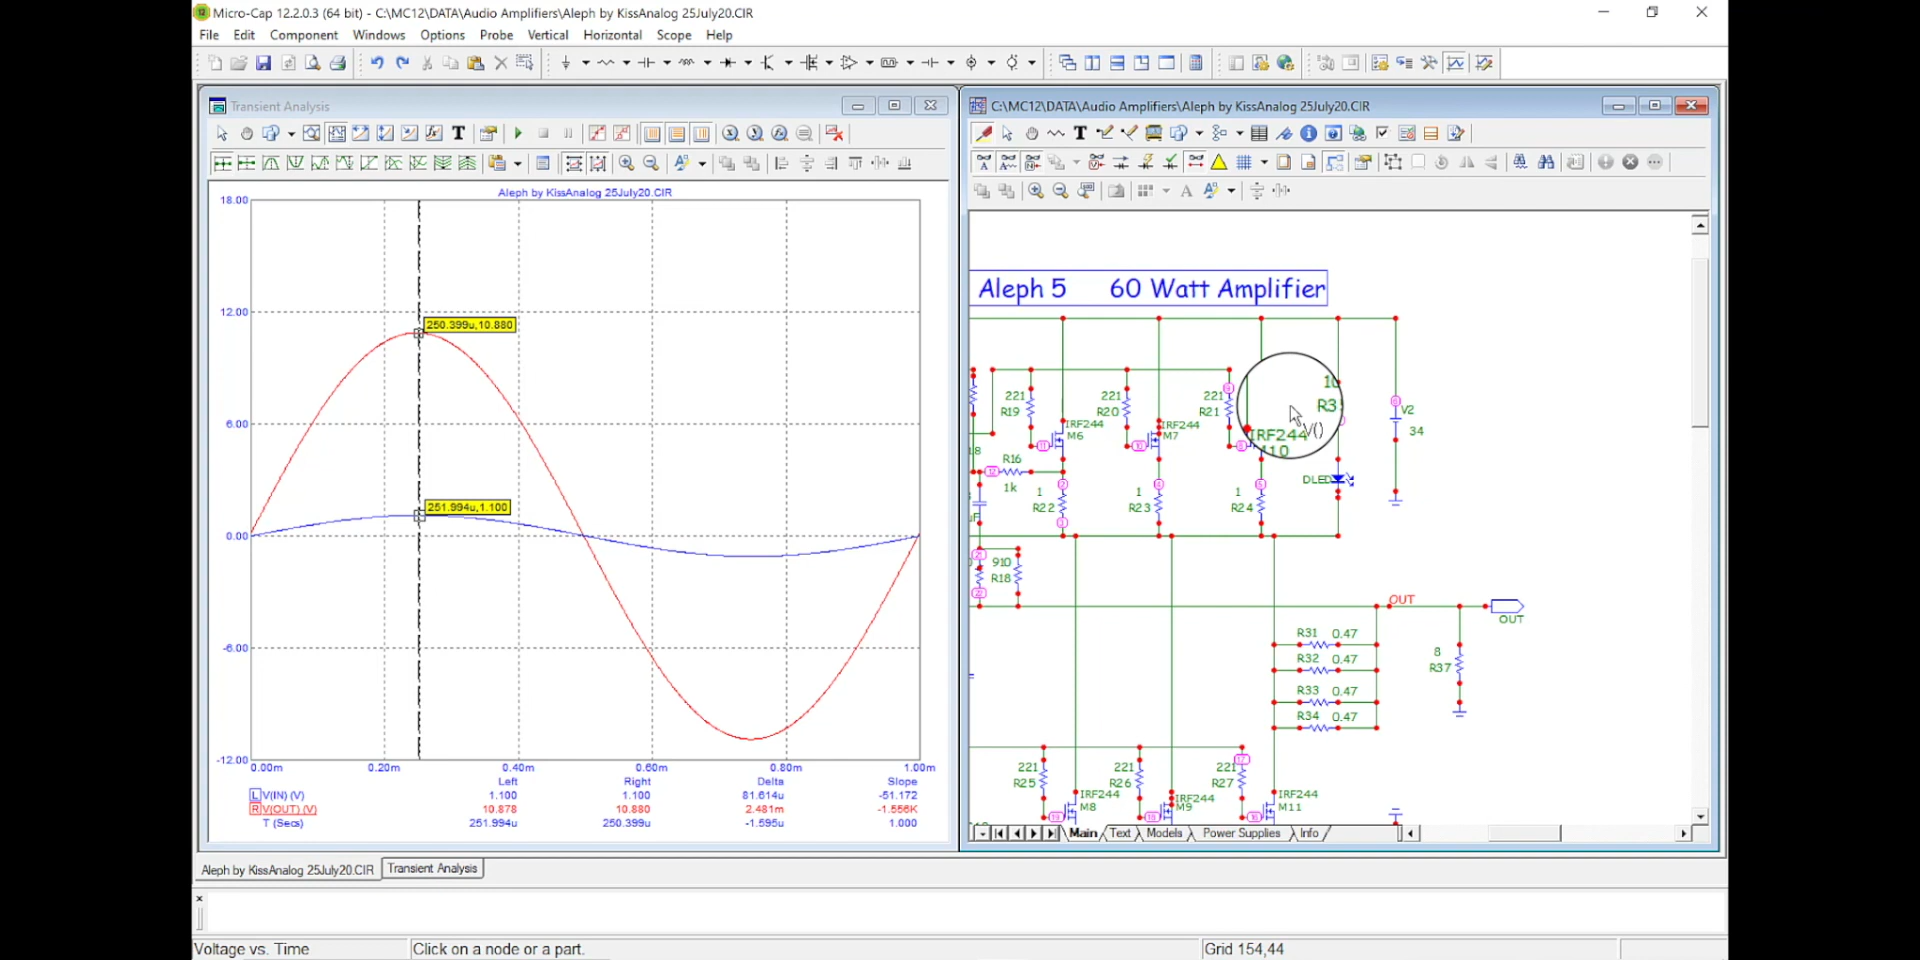 Micro-Cap 12.2.0.3 (64 bit) - C:\MC12\DATA\Audio Amplifiers\Aleph by KissAnalog 25July20.CIR
File Edit Component Windows Options Probe Vertical Horizontal Scope Help
Transient Analysis
Aleph by KissAnalog 25July20.CIR
18.00
12.00
250.399u,10.880
6.00
251.994u,1.100
0.00
-6.00
-12.00
0.00m 0.20m 0.40m 0.60m 0.80m 1.00m
Left Right Delta Slope
L V(IN) (V) 1.100 1.100 81.614u -51.172
R V(OUT) (V) 10.878 10.880 2.481m -1.556K
T (Secs) 251.994u 250.399u -1.595u 1.000
C:\MC12\DATA\Audio Amplifiers\Aleph by KissAnalog 25July20.CIR
Aleph 5 60 Watt Amplifier
221
R19
221
R20
221
R21
IRF244
M6
IRF244
M7
IRF244
R3
V()
V2
34
R16
1k
DLED
1
R22
1
R23
1
R24
910
R18
OUT
OUT
R31 0.47
R32 0.47
R33 0.47
R34 0.47
8
R37
221
R25
221
R26
221
R27
IRF244
M8
IRF244
M9
IRF244
M11
Main Text Models Power Supplies Info
Aleph by KissAnalog 25July20.CIR Transient Analysis
Voltage vs. Time Click on a node or a part. Grid 154,44